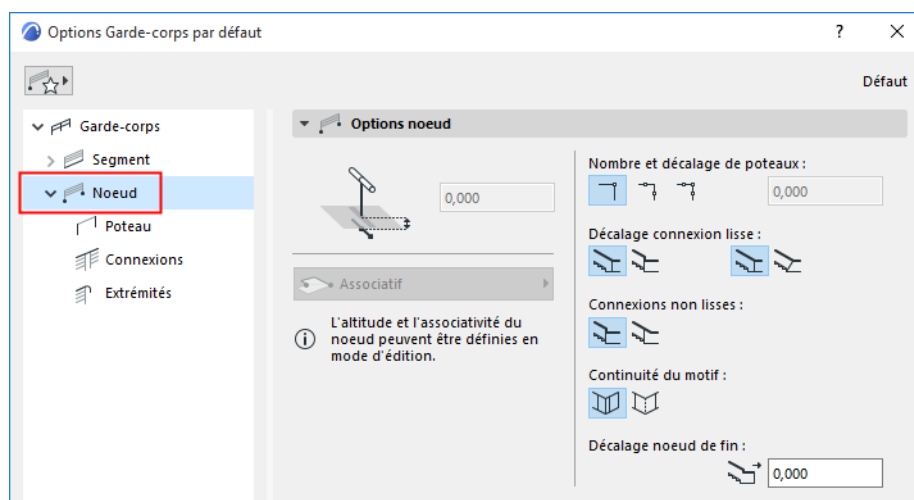 Options Garde-corps par défaut
?
Défaut
Garde-corps
Segment
Noeud
Poteau
Connexions
Extrémités
Options noeud
0,000
Associatif
L'altitude et l'associativité du
noeud peuvent être définies en
mode d'édition.
Nombre et décalage de poteaux :
0,000
Décalage connexion lisse :
Connexions non lisses :
Continuité du motif :
Décalage noeud de fin :
0,000